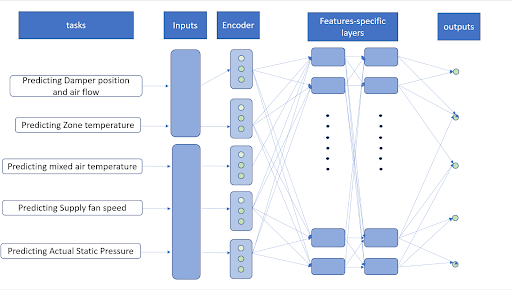 tasks
Inputs
Encoder
Features-specific
layers
outputs
Predicting Damper position
and air flow
Predicting Zone temperature
Predicting mixed air temperature
Predicting Supply fan speed
Predicting Actual Static Pressure